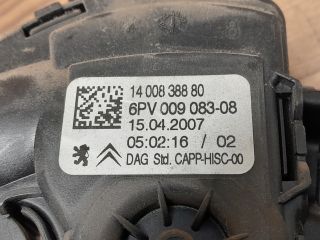 14 008 388 80
6PV 009 083-08
15.04.2007
05:02:16 / 02
DAG Std. CAPP-HISC-00